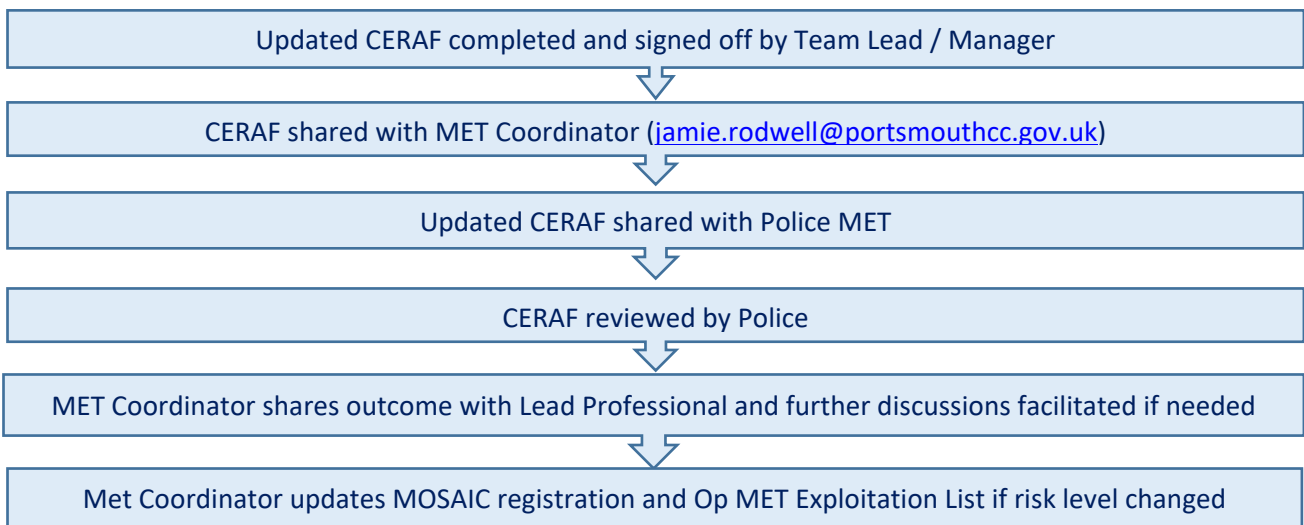 Updated CERAF completed and signed off by Team Lead / Manager
CERAF shared with MET Coordinator (jamie.rodwell@portsmouthcc.gov.uk)
Updated CERAF shared with Police MET
CERAF reviewed by Police
MET Coordinator shares outcome with Lead Professional and further discussions facilitated if needed
Met Coordinator updates MOSAIC registration and Op MET Exploitation List if risk level changed